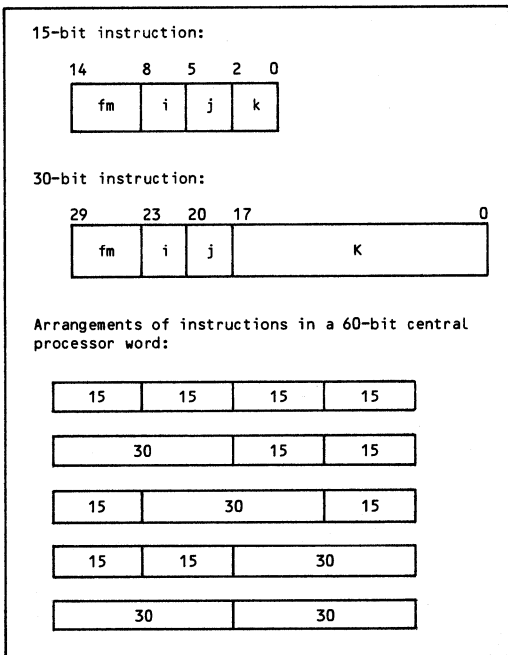 15-bit instruction:
14 8 5 2 0
fm i j k
30-bit instruction:
29 23 20 17 0
fm i j K
Arrangements of instructions in a 60-bit central
processor word:
15 15 15 15
30 15 15
15 30 15
15 15 30
30 30